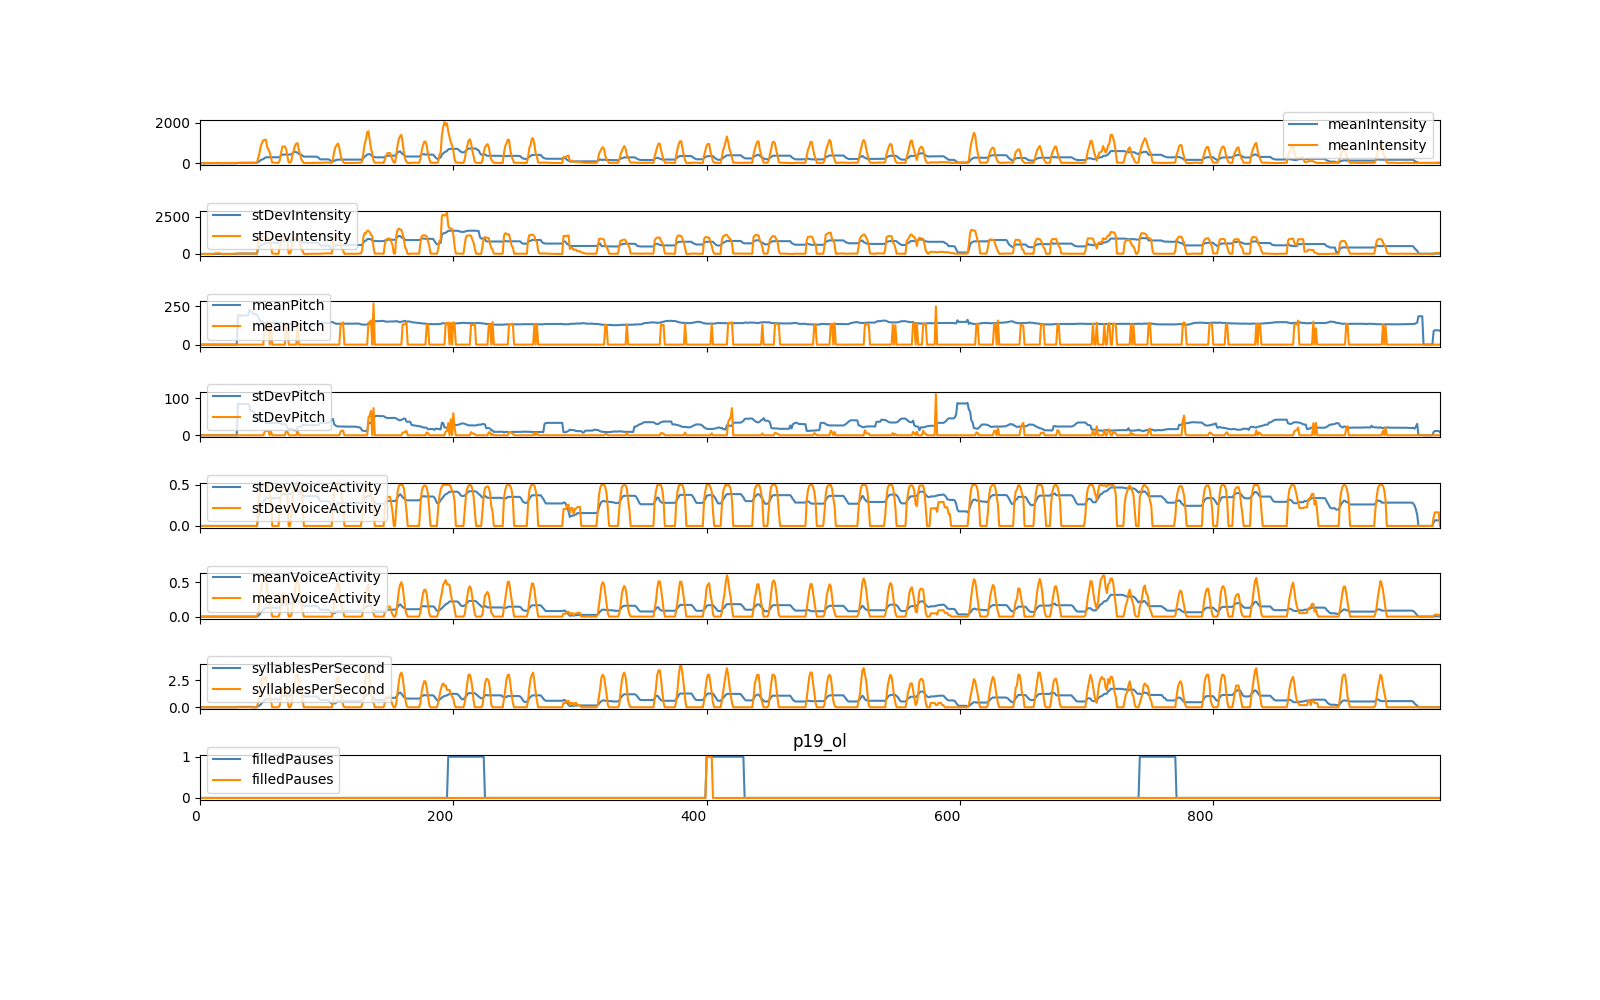 2000
0
meanIntensity
meanIntensity
2500
0
stDevIntensity
stDevIntensity
250
0
meanPitch
meanPitch
100
0
stDevPitch
stDevPitch
0.5
0.0
stDevVoiceActivity
stDevVoiceActivity
0.5
0.0
meanVoiceActivity
meanVoiceActivity
2.5
0.0
syllablesPerSecond
syllablesPerSecond
p19_ol
1
0
filledPauses
filledPauses
0 200 400 600 800